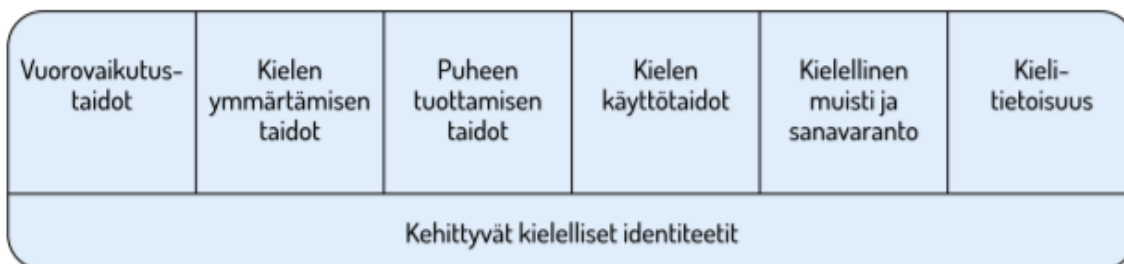 Vuorovaikutus-
taidot
Kielen
ymmärtämisen
taidot
Puheen
tuottamisen
taidot
Kielen
käyttötaidot
Kielellinen
muisti ja
sanavaranto
Kieli-
tietoisuus
Kehittyvät kielelliset identiteetit